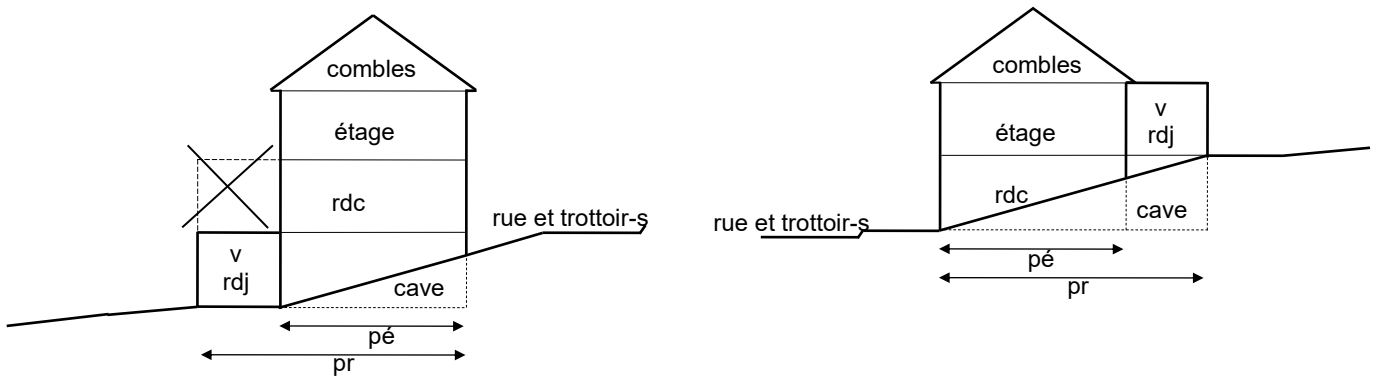 combles
étage
rdc
v
rdj
cave
rue et trottoir-s
pé
pr
combles
étage
v
rdj
rdc
cave
rue et trottoir-s
pé
pr